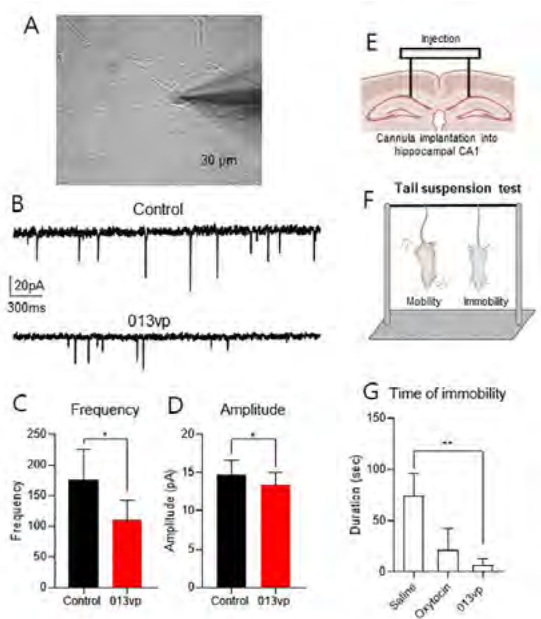 A
30 μm
B
Control
20pA
300ms
013vp
C
Frequency
*
Frequency
250
200
150
100
50
0
Control 013vp
D
Amplitude
*
Amplitude (pA)
20
15
10
5
0
Control 013vp
E
Injection
Cannula implantation into
hippocampal CA1
F
Tail suspension test
Mobility Immobility
G
Time of immobility
**
Duration (sec)
150
100
50
0
Saline
Oxytocin
013vp